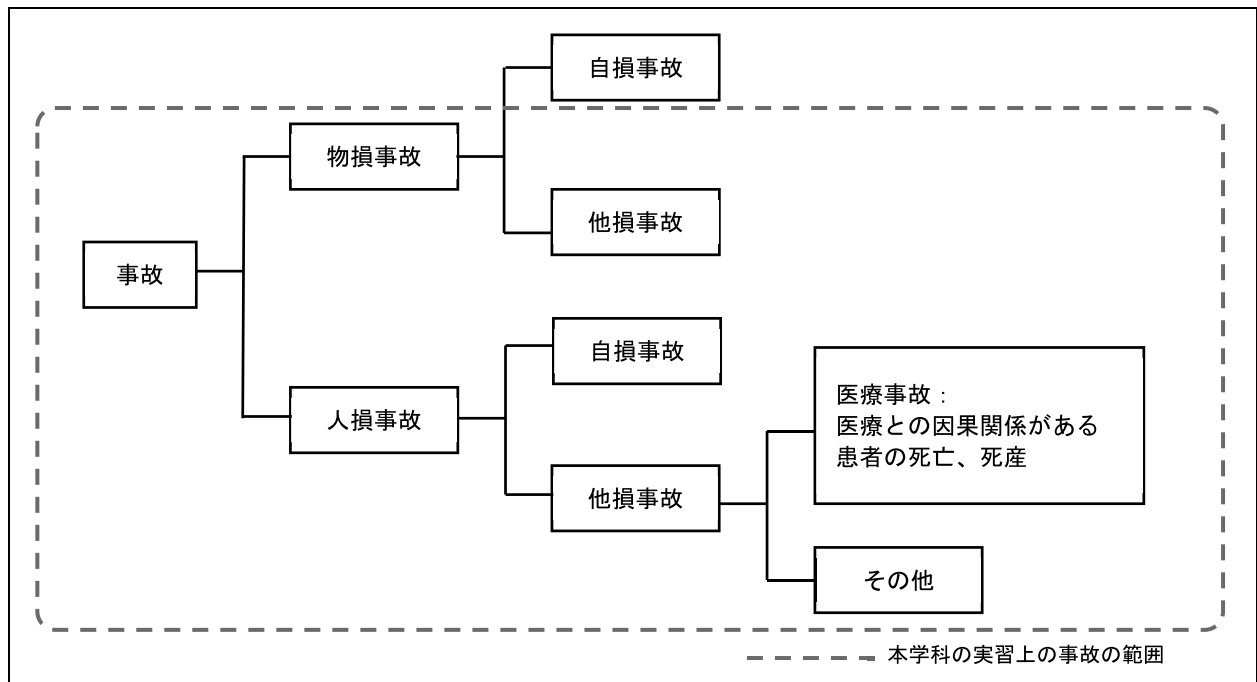 自損事故
物損事故
他損事故
事故
自損事故
人損事故
他損事故
医療事故：
医療との因果関係がある
患者の死亡、死産
その他
本学科の実習上の事故の範囲